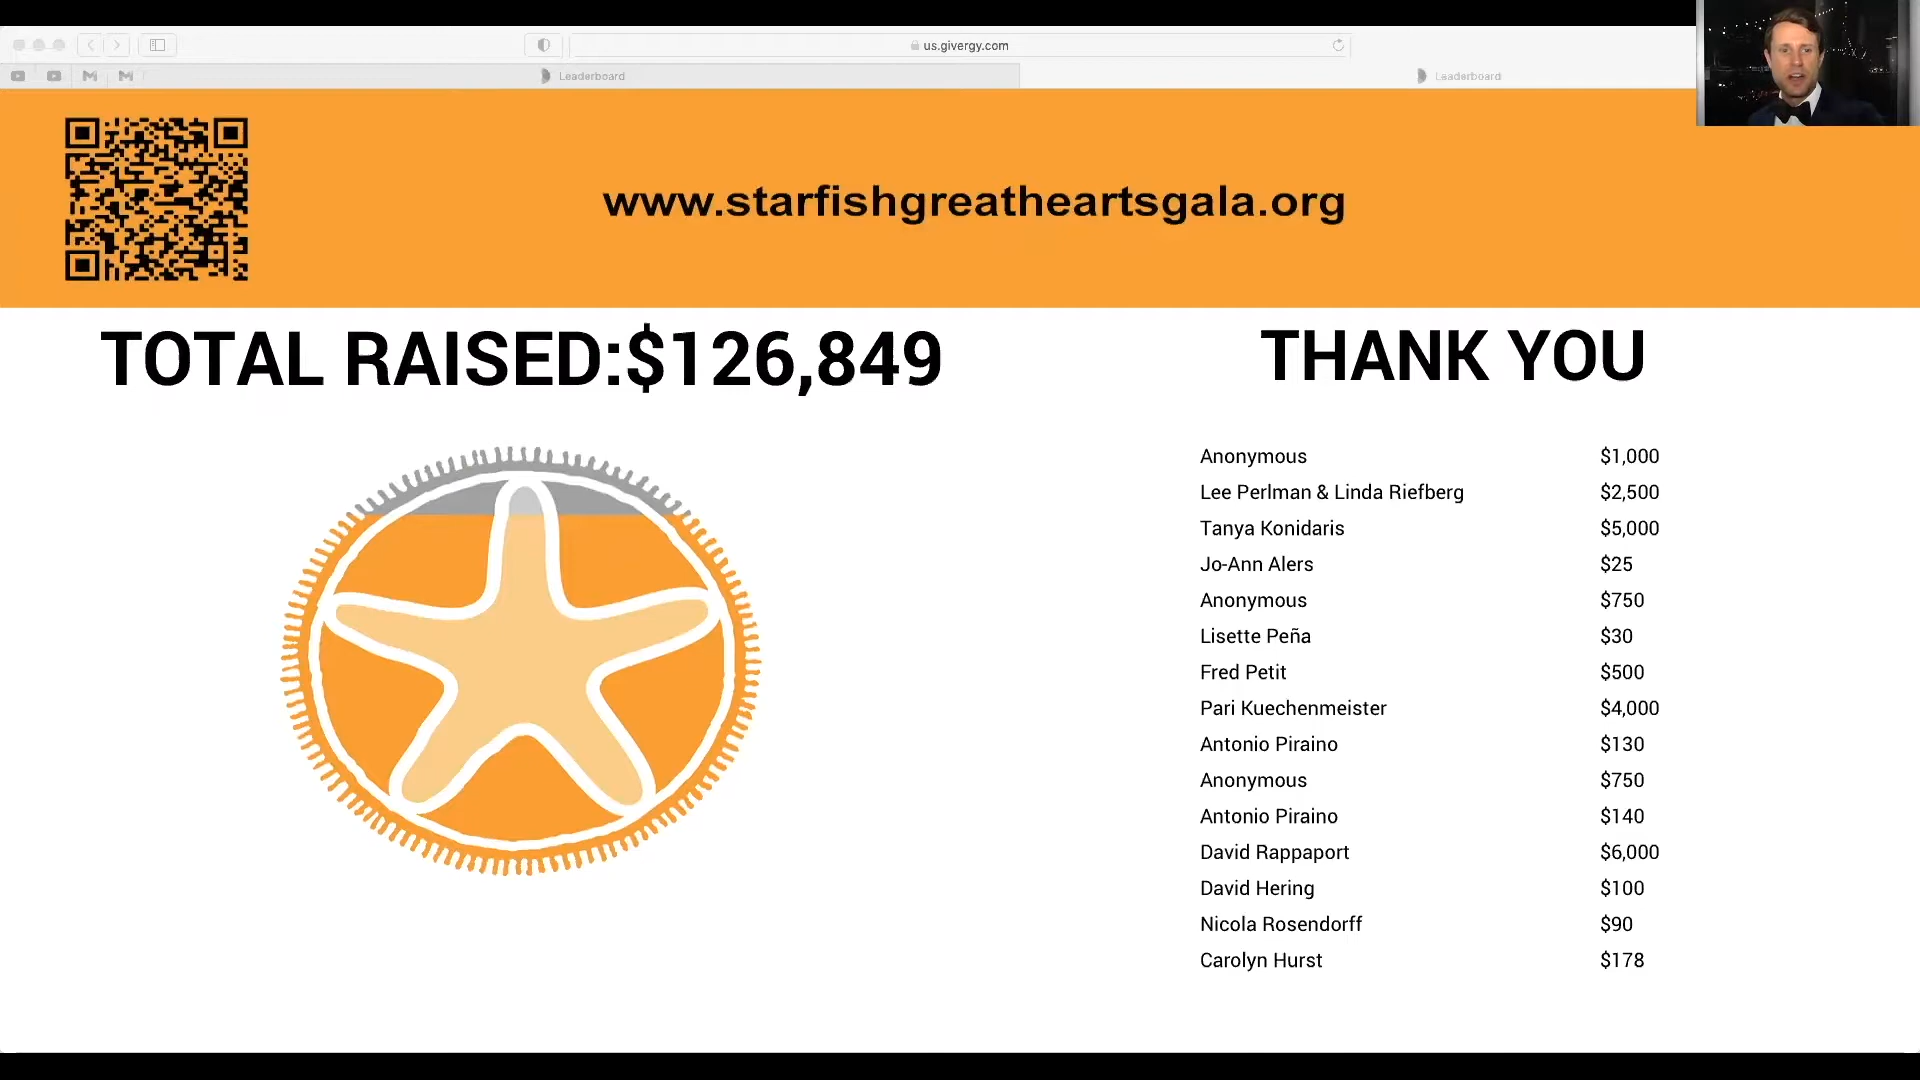 us.givergy.com
Leaderboard
Leaderboard
www.starfishgreatheartsgala.org
TOTAL RAISED:$126,849
THANK YOU
Anonymous $1,000
Lee Perlman & Linda Riefberg $2,500
Tanya Konidaris $5,000
Jo-Ann Alers $25
Anonymous $750
Lisette Peña $30
Fred Petit $500
Pari Kuechenmeister $4,000
Antonio Piraino $130
Anonymous $750
Antonio Piraino $140
David Rappaport $6,000
David Hering $100
Nicola Rosendorff $90
Carolyn Hurst $178